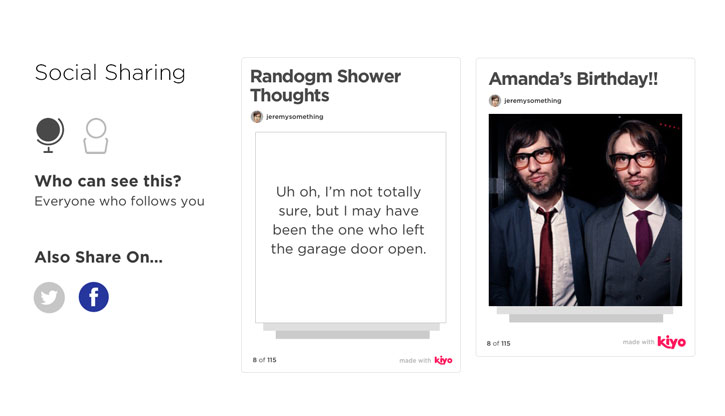 Social Sharing
Who can see this?
Everyone who follows you
Also Share On...
Randogm Shower
Thoughts
jeremysomething
Uh oh, I'm not totally
sure, but I may have
been the one who left
the garage door open.
8 of 115
made with kiyo
Amanda's Birthday!!
jeremysomething
8 of 115
made with kiyo